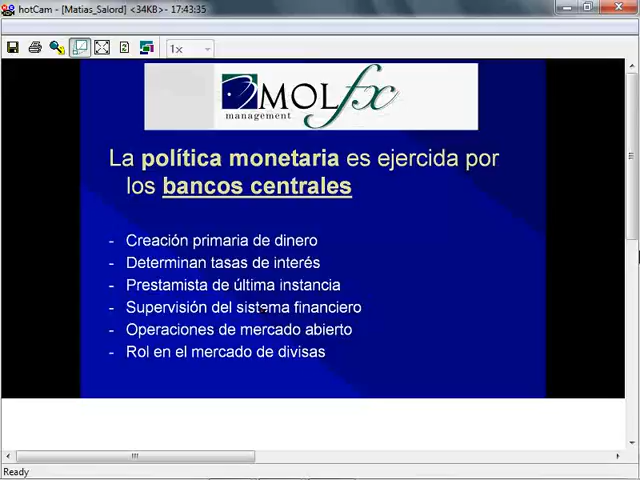 hotCam - [Matias_Salord] <34KB> - 17:43:35
2
1x
MOLfx
management
La política monetaria es ejercida por
los bancos centrales
- Creación primaria de dinero
- Determinan tasas de interés
- Prestamista de última instancia
- Supervisión del sistema financiero
- Operaciones de mercado abierto
- Rol en el mercado de divisas
Ready